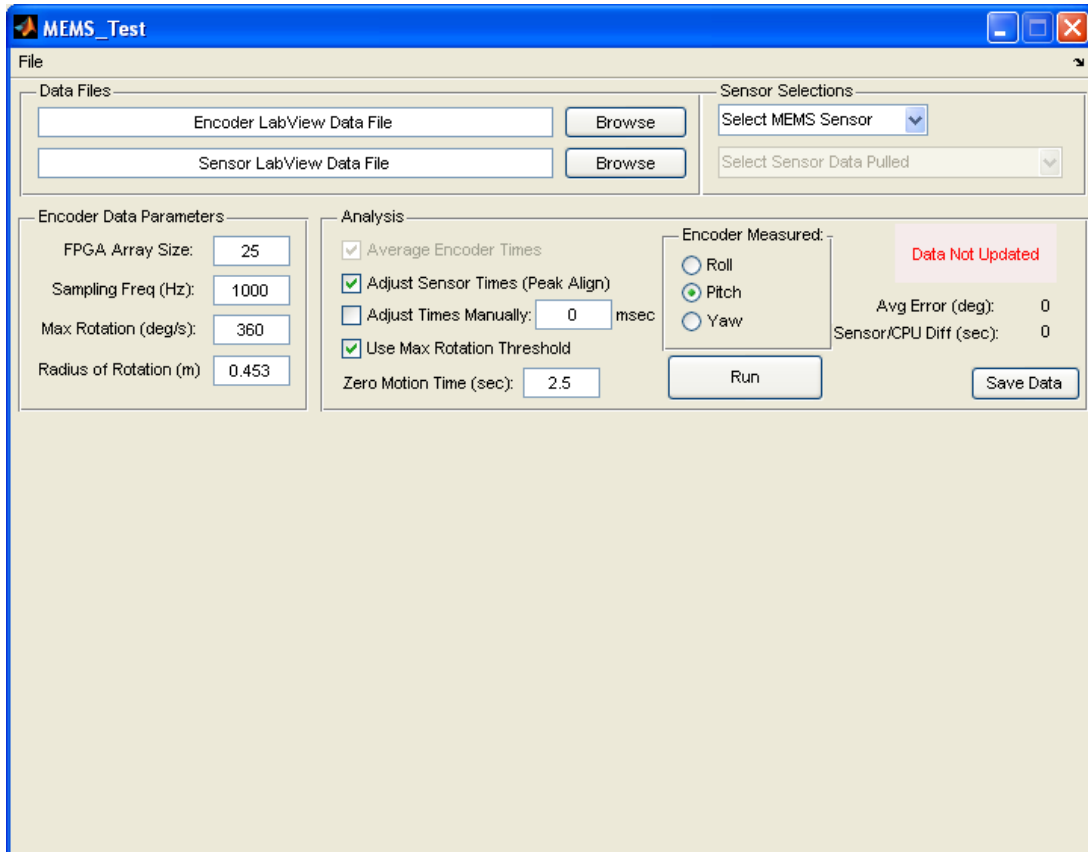 MEMS_Test
File
Data Files
Encoder LabView Data File
Browse
Sensor LabView Data File
Browse
Sensor Selections
Select MEMS Sensor
Select Sensor Data Pulled
Encoder Data Parameters
FPGA Array Size: 25
Sampling Freq (Hz): 1000
Max Rotation (deg/s): 360
Radius of Rotation (m) 0.453
Analysis
Average Encoder Times
Adjust Sensor Times (Peak Align)
Adjust Times Manually: 0 msec
Use Max Rotation Threshold
Zero Motion Time (sec): 2.5
Encoder Measured:
Roll
Pitch
Yaw
Run
Data Not Updated
Avg Error (deg): 0
Sensor/CPU Diff (sec): 0
Save Data